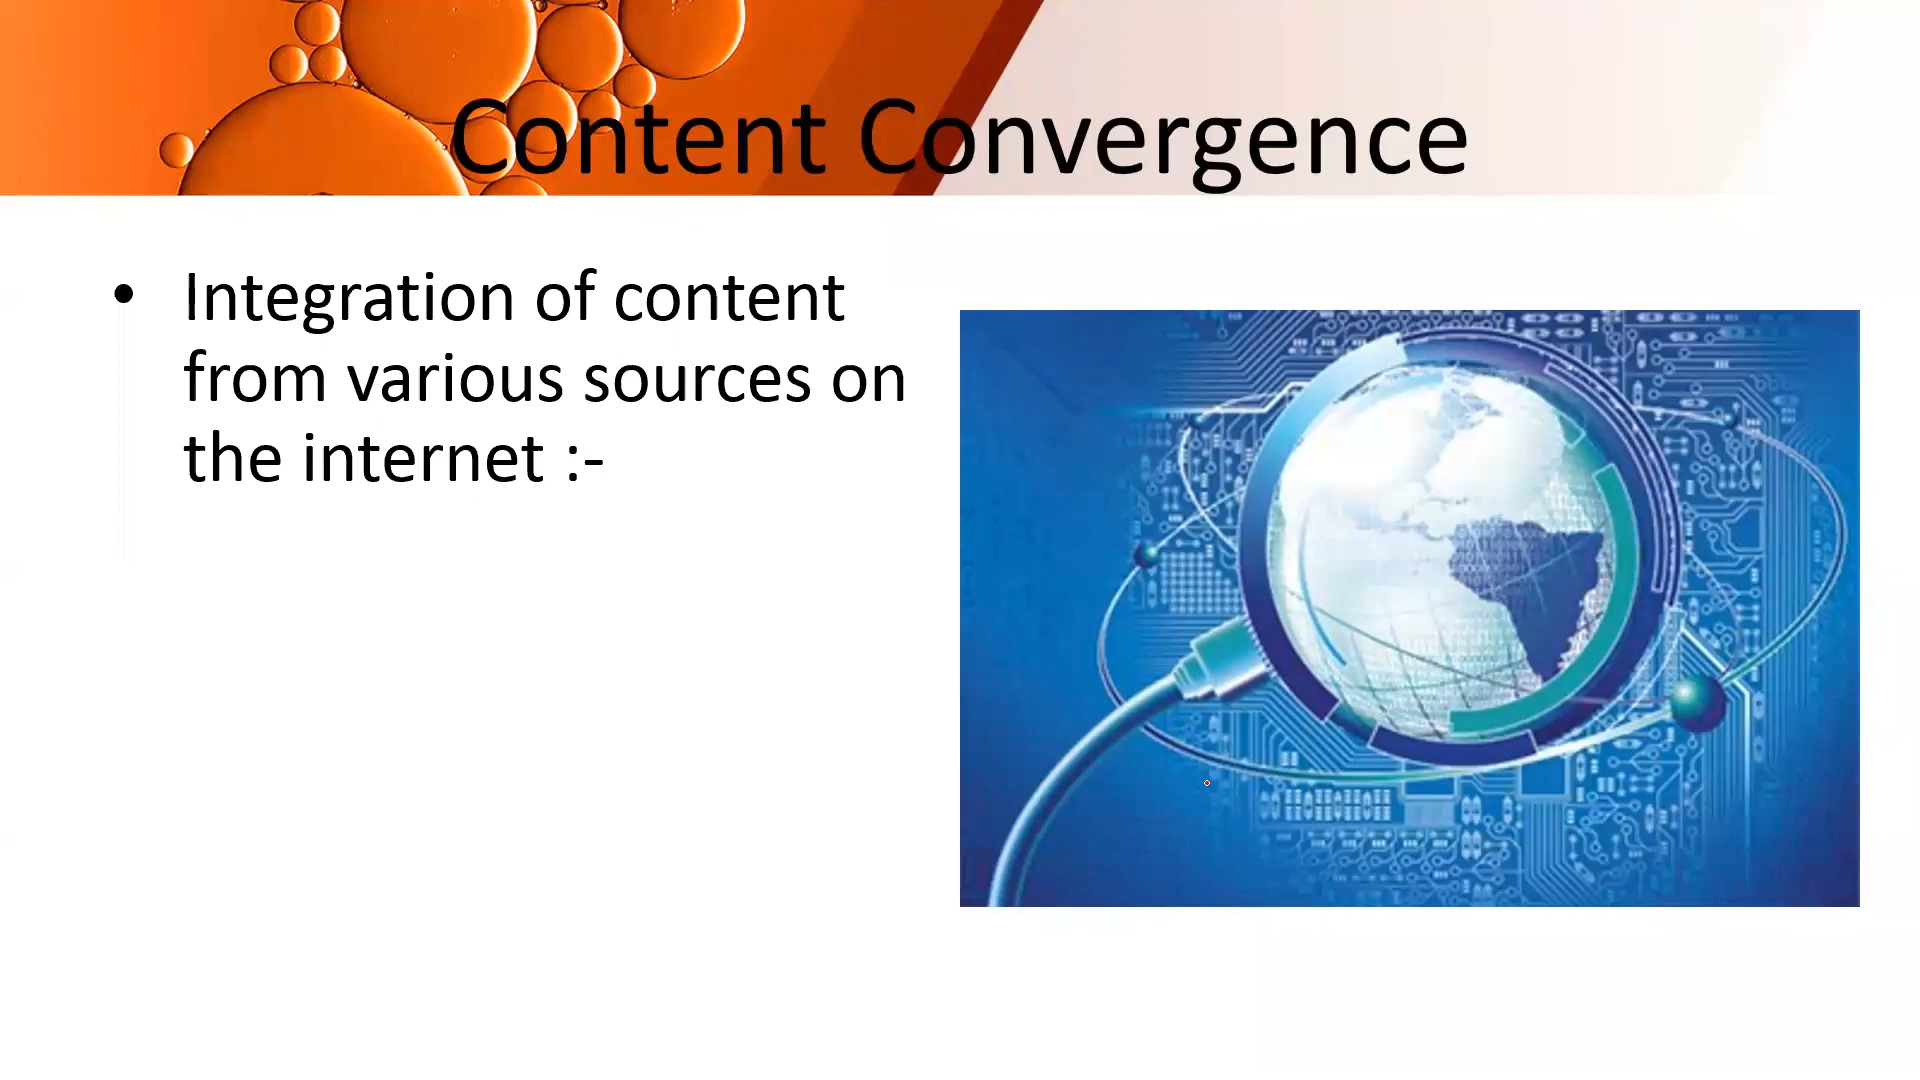 Content Convergence
• Integration of content
from various sources on
the internet :-